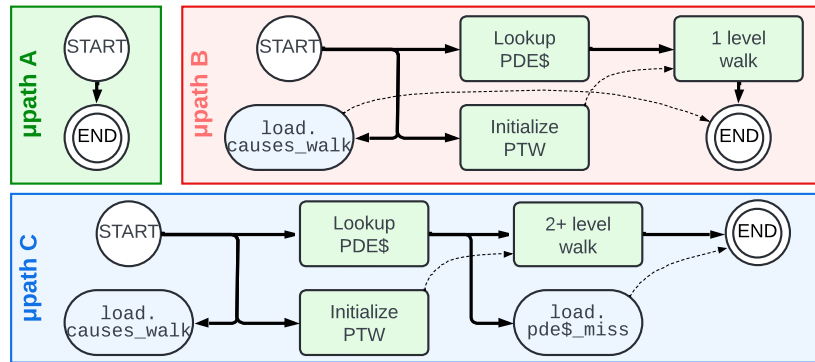 μpath A
START
END
μpath B
START
Lookup
PDE$
1 level
walk
load.
causes_walk
Initialize
PTW
END
μpath C
START
Lookup
PDE$
2+ level
walk
END
load.
causes_walk
Initialize
PTW
load.
pde$_miss